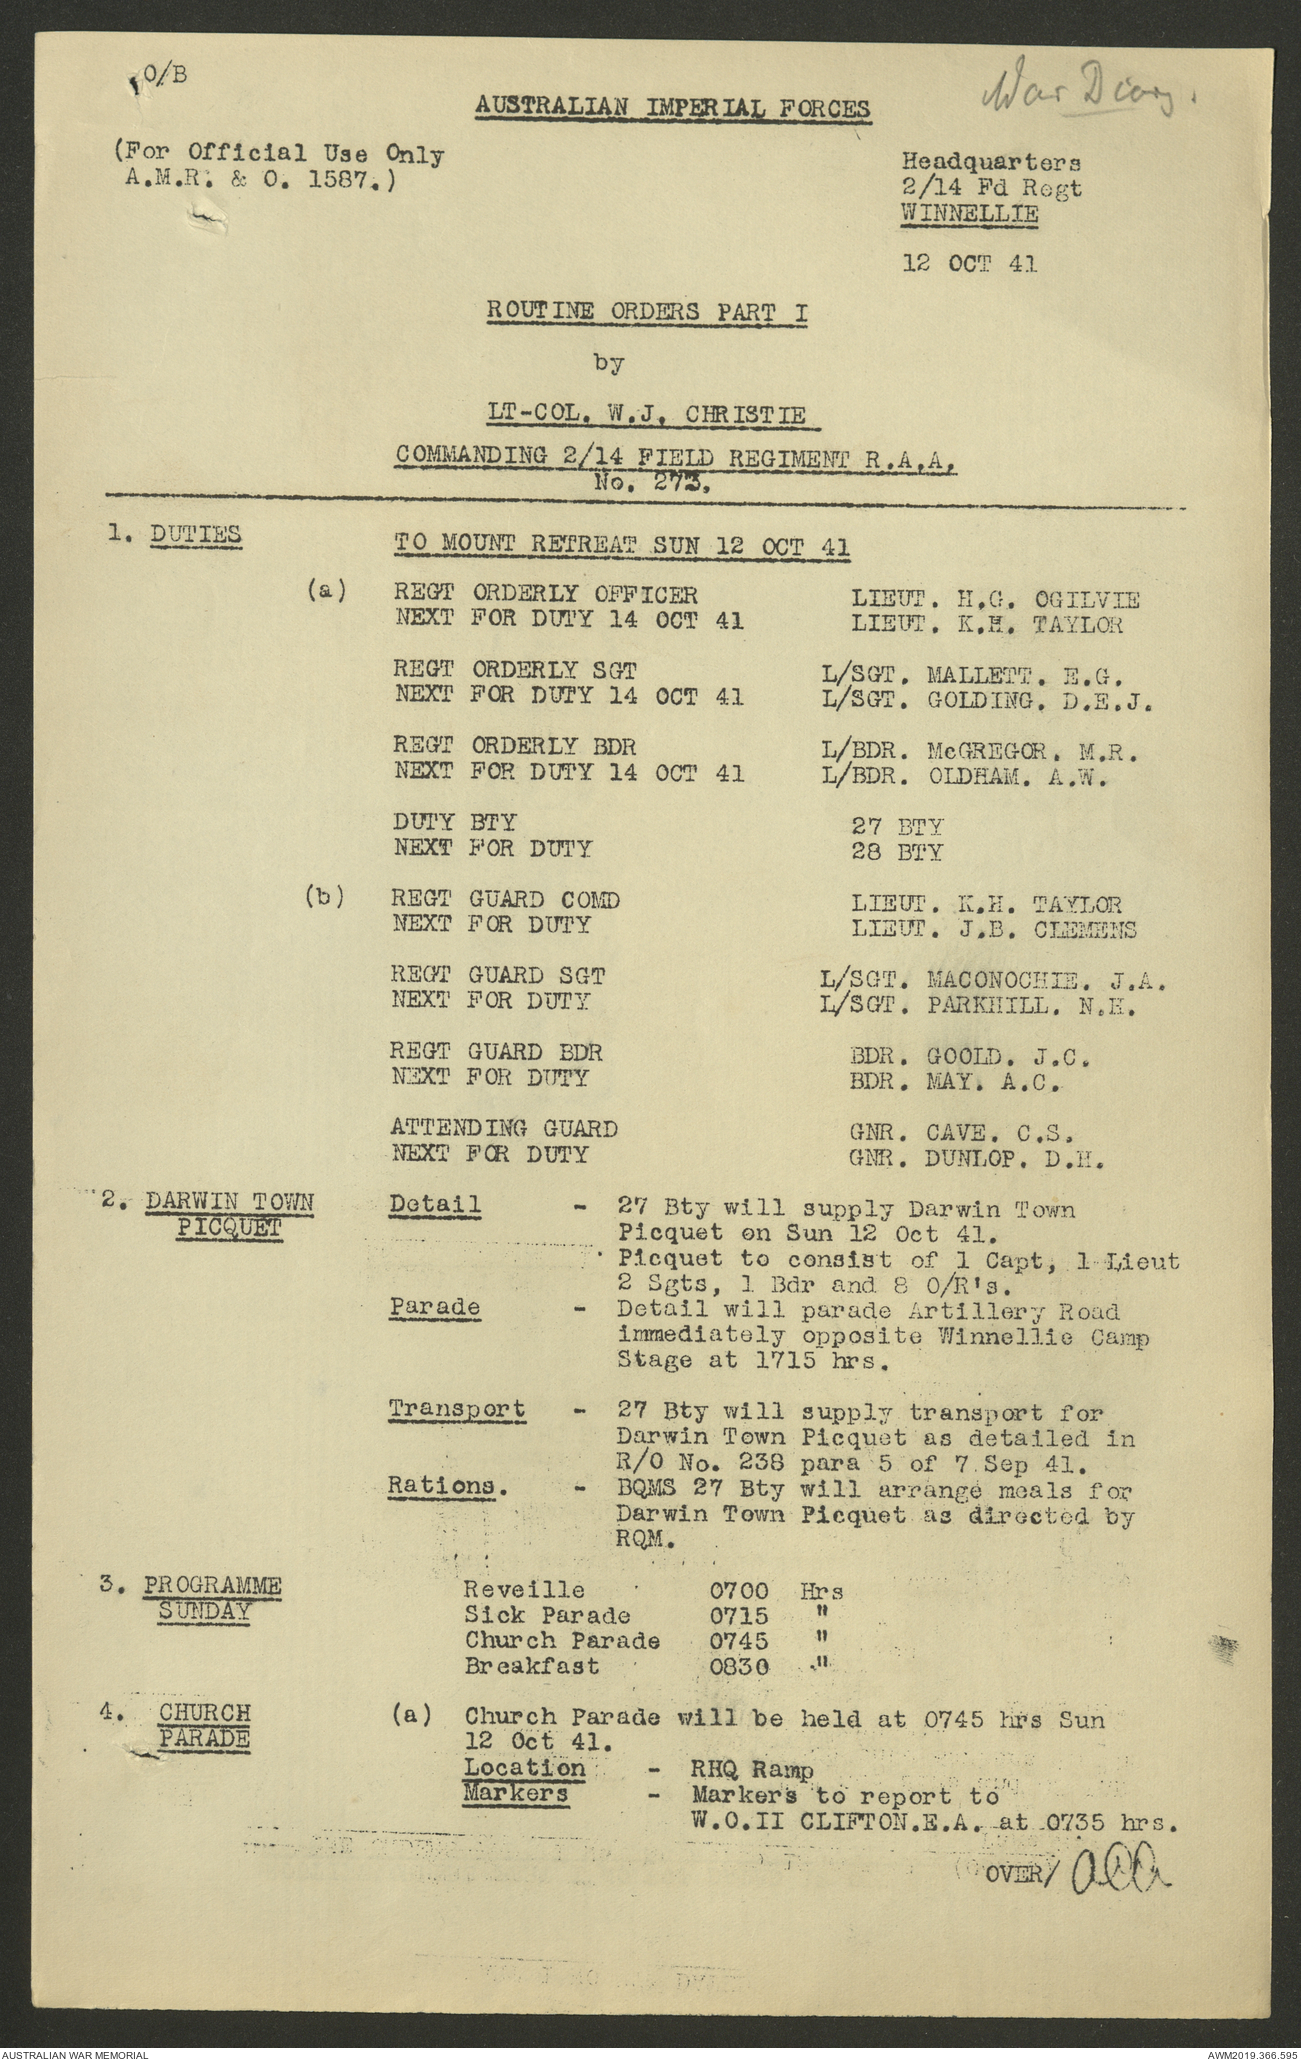 O/B
War Diary.
AUSTRALIAN IMPERIAL FORCES
(For Official Use Only
A.M.R. & O. 1587.)
Headquarters
2/14 Fd Regt
WINNELLIE
12 OCT 41
ROUTINE ORDERS PART I
by
LT-COL. W.J. CHRISTIE
COMMANDING 2/14 FIELD REGIMENT R.A.A.
No. 273.
1. DUTIES TO MOUNT RETREAT SUN 12 OCT 41
(a) REGT ORDERLY OFFICER LIEUT. H.G. OGILVIE
NEXT FOR DUTY 14 OCT 41 LIEUT. K.H. TAYLOR
REGT ORDERLY SGT L/SGT. MALLETT. E.G.
NEXT FOR DUTY 14 OCT 41 L/SGT. GOLDING. D.E.J.
REGT ORDERLY BDR L/BDR. McGREGOR. M.R.
NEXT FOR DUTY 14 OCT 41 L/BDR. OLDHAM. A.W.
DUTY BTY 27 BTY
NEXT FOR DUTY 28 BTY
(b) REGT GUARD COMD LIEUT. K.H. TAYLOR
NEXT FOR DUTY LIEUT. J.B. CLEMENS
REGT GUARD SGT L/SGT. MACONOCHIE. J.A.
NEXT FOR DUTY L/SGT. PARKHILL. N.H.
REGT GUARD BDR BDR. GOOLD. J.C.
NEXT FOR DUTY BDR. MAY. A.C.
ATTENDING GUARD GNR. CAVE. C.S.
NEXT FOR DUTY GNR. DUNLOP. D.H.
2. DARWIN TOWN Detail - 27 Bty will supply Darwin Town
PICQUET Picquet on Sun 12 Oct 41.
Picquet to consist of 1 Capt, 1 Lieut
2 Sgts, 1 Bdr and 8 O/R's.
Parade - Detail will parade Artillery Road
immediately opposite Winnellie Camp
Stage at 1715 hrs.
Transport - 27 Bty will supply transport for
Darwin Town Picquet as detailed in
R/O No. 238 para 5 of 7 Sep 41.
Rations. - BQMS 27 Bty will arrange meals for
Darwin Town Picquet as directed by
RQM.
3. PROGRAMME Reveille 0700 Hrs
SUNDAY Sick Parade 0715 "
Church Parade 0745 "
Breakfast 0830 "
4. CHURCH (a) Church Parade will be held at 0745 hrs Sun
PARADE 12 Oct 41.
Location - RHQ Ramp
Markers - Markers to report to
W.O.II CLIFTON.E.A. at 0735 hrs.
OVER/
AUSTRALIAN WAR MEMORIAL AWM2019.366.595